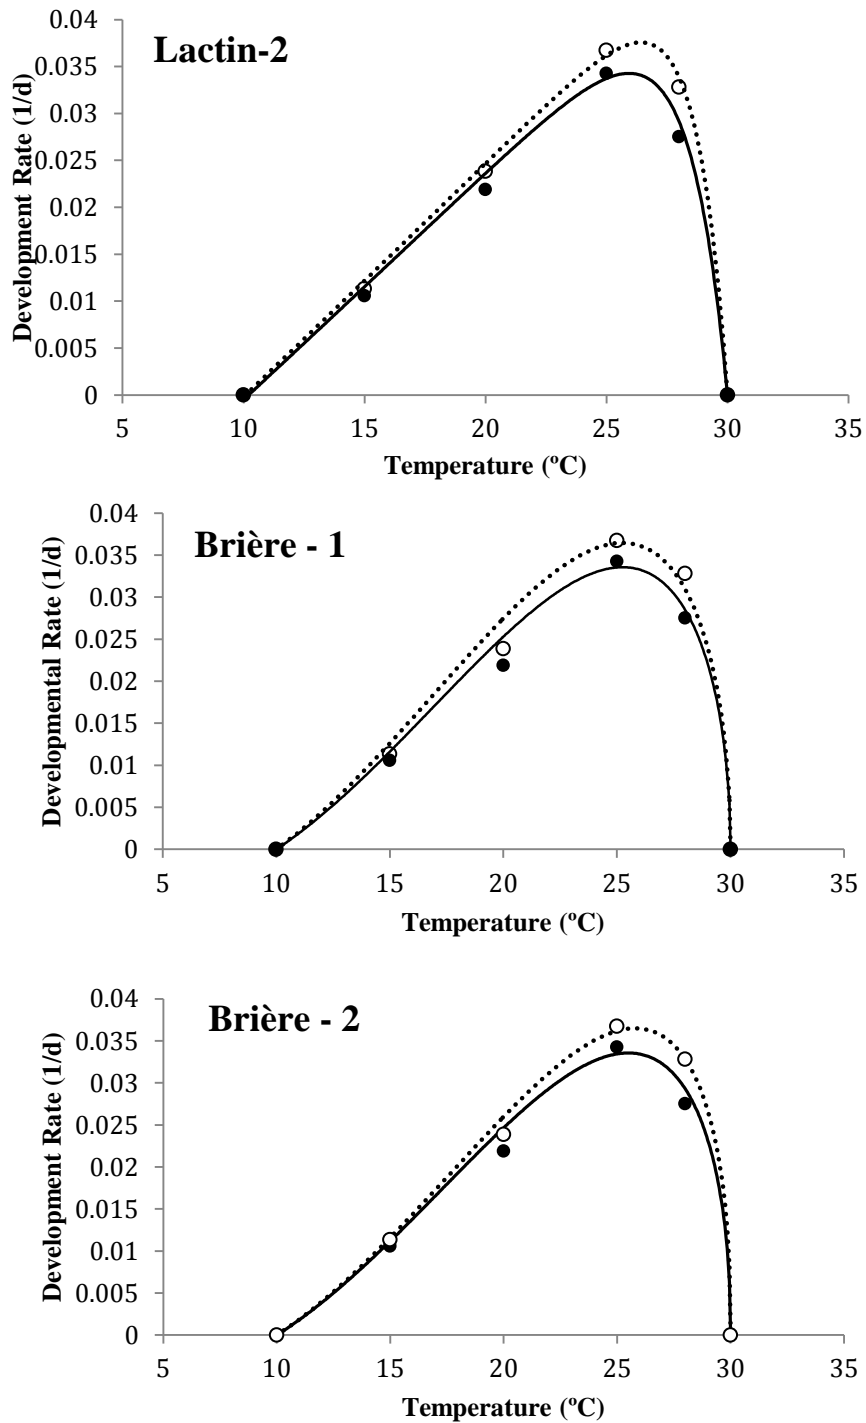 Lactin-2
Development Rate (1/d)
0.04
0.035
0.03
0.025
0.02
0.015
0.01
0.005
0
5 10 15 20 25 30 35
Temperature (ºC)
Brière - 1
Developmental Rate (1/d)
0.04
0.035
0.03
0.025
0.02
0.015
0.01
0.005
0
5 10 15 20 25 30 35
Temperature (ºC)
Brière - 2
Development Rate (1/d)
0.04
0.035
0.03
0.025
0.02
0.015
0.01
0.005
0
5 10 15 20 25 30 35
Temperature (ºC)